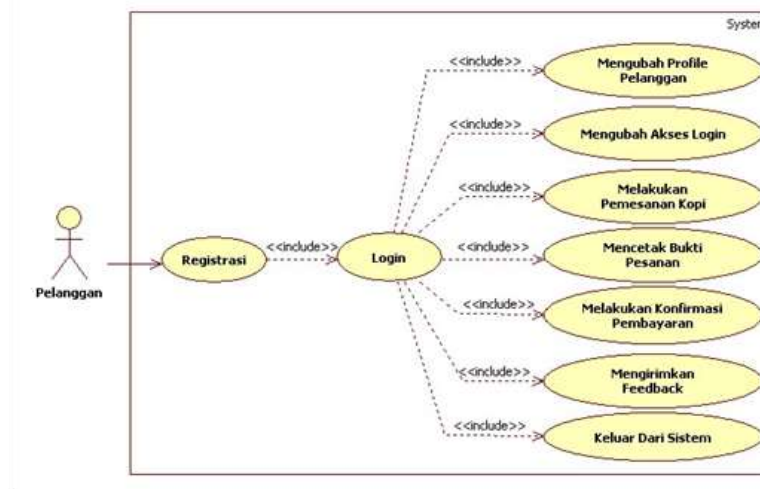 System
<<include>>
Mengubah Profile
Pelanggan
<<include>>
Mengubah Akses Login
<<include>>
Melakukan
Pemesanan Kopi
Pelanggan
Registrasi
<<include>>
Login
<<include>>
Mencetak Bukti
Pesanan
<<include>>
Melakukan Konfirmasi
Pembayaran
<<include>>
Mengirimkan
Feedback
<<include>>
Keluar Dari Sistem